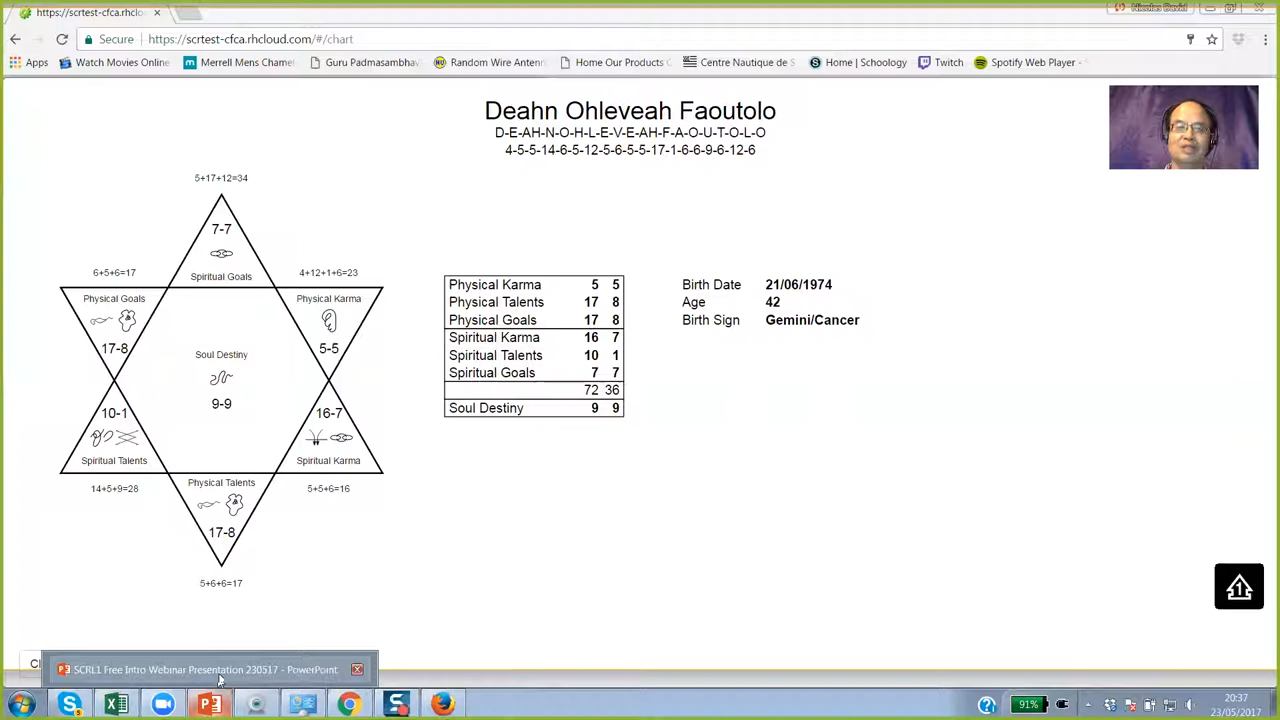 https://scrtest-cfca.rhclo
Nicolas David
Secure
https://scrtest-cfca.rhcloud.com/#/chart
Apps
Watch Movies Online
Merrell Mens Chame
Guru Padmasambhav
Random Wire Antenn
Home Our Products C
Centre Nautique de S
Home | Schoology
Twitch
Spotify Web Player -
Deahn Ohleveah Faoutolo
D-E-AH-N-O-H-L-E-V-E-AH-F-A-O-U-T-O-L-O
4-5-5-14-6-5-12-5-6-5-5-17-1-6-6-9-6-12-6
5+17+12=34
7-7
Spiritual Goals
6+5+6=17
4+12+1+6=23
Physical Goals
Physical Karma
17-8
5-5
Soul Destiny
9-9
10-1
16-7
Spiritual Talents
Spiritual Karma
14+5+9=28
5+5+6=16
Physical Talents
17-8
5+6+6=17
Physical Karma 5 5
Physical Talents 17 8
Physical Goals 17 8
Spiritual Karma 16 7
Spiritual Talents 10 1
Spiritual Goals 7 7
72 36
Soul Destiny 9 9
Birth Date 21/06/1974
Age 42
Birth Sign Gemini/Cancer
1
Cl
SCRL1 Free Intro Webinar Presentation 230517 - PowerPoint
91%
20:37
23/05/2017